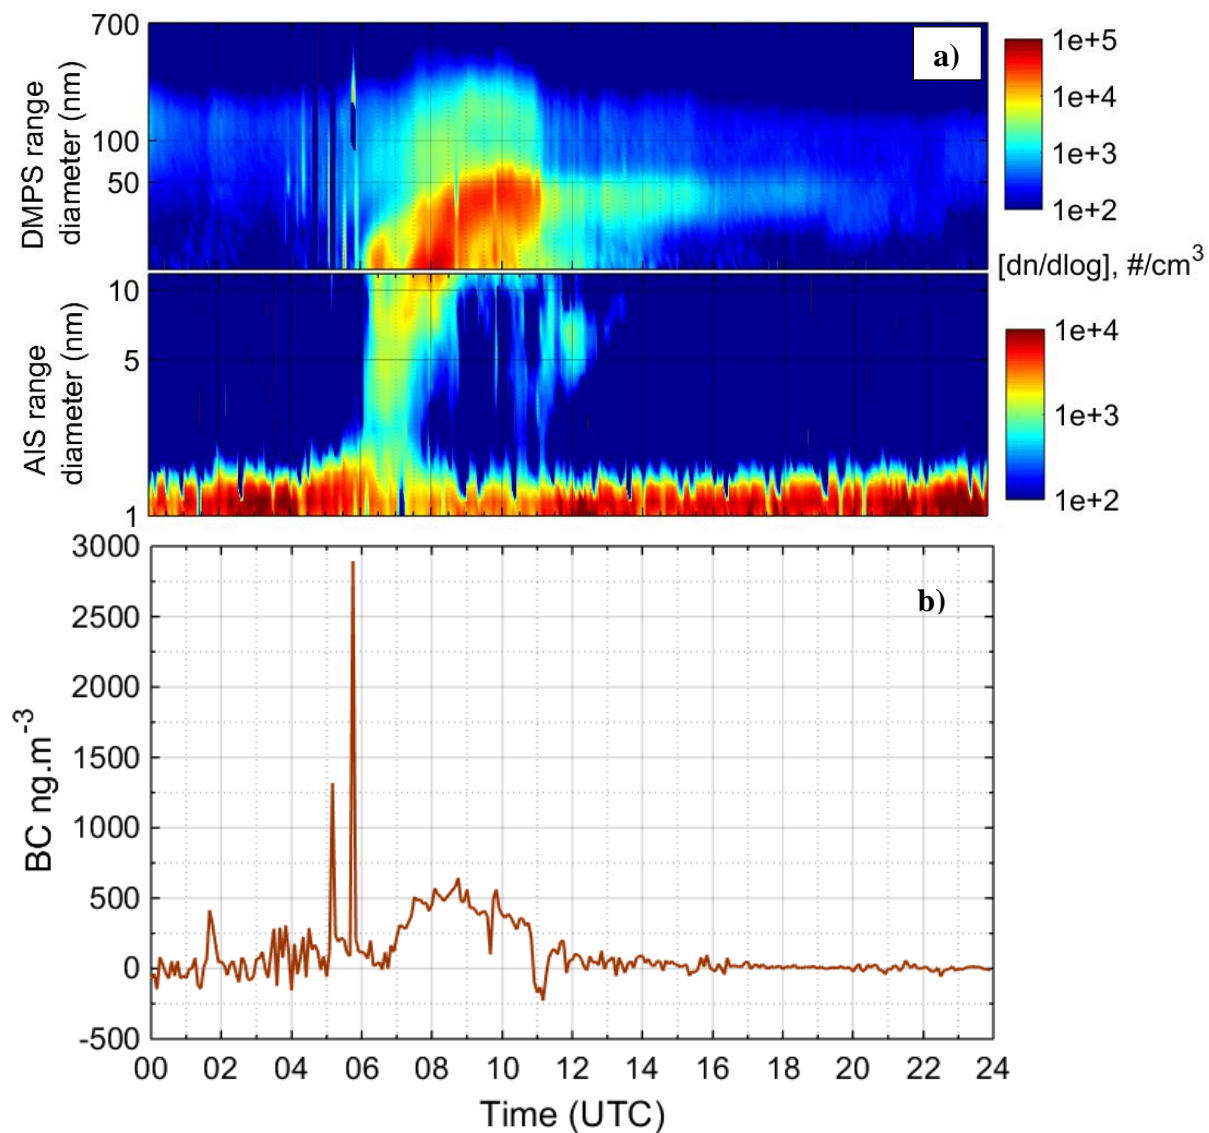 700
100
50
DMPS range
diameter (nm)
a)
1e+5
1e+4
1e+3
1e+2
[dn/dlog], #/cm³
10
5
1
AIS range
diameter (nm)
1e+4
1e+3
1e+2
3000
2500
2000
1500
1000
500
0
-500
BC ng.m⁻³
b)
00 02 04 06 08 10 12 14 16 18 20 22 24
Time (UTC)